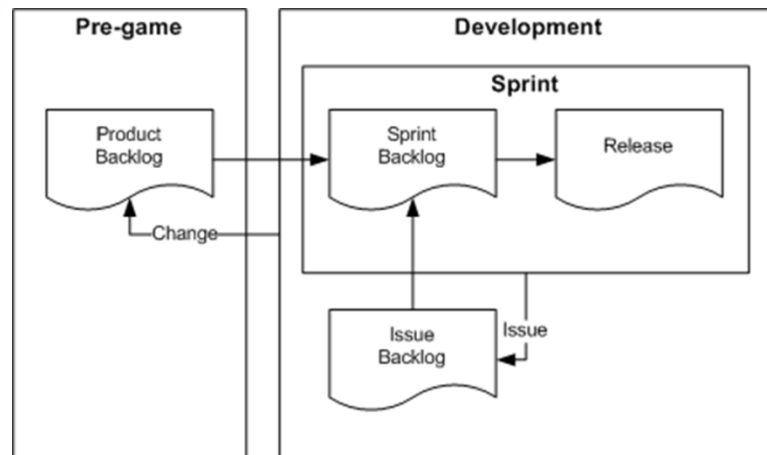 Pre-game
Development
Sprint
Product
Backlog
Sprint
Backlog
Release
Change
Issue
Backlog
Issue